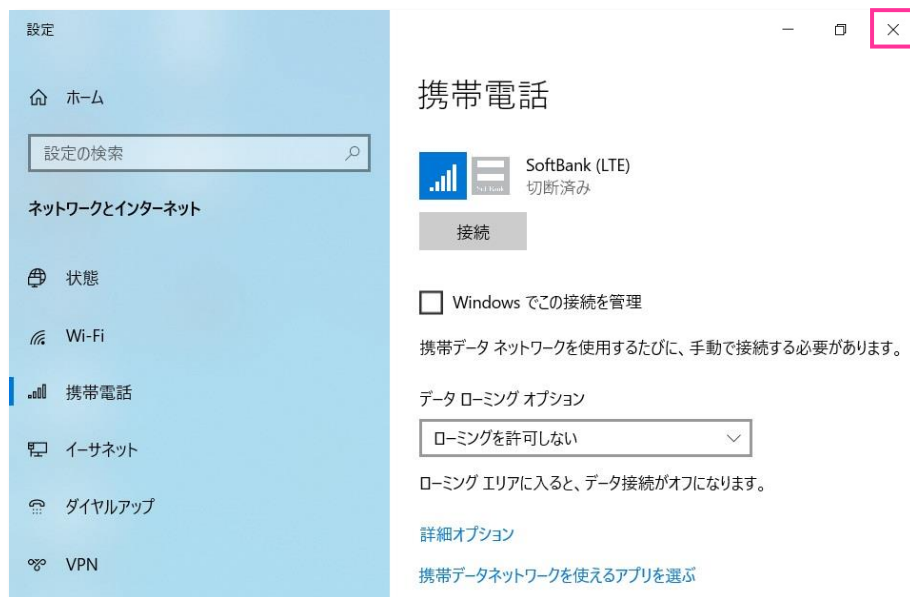 設定
ホーム
設定の検索
ネットワークとインターネット
状態
Wi-Fi
携帯電話
イーサネット
ダイヤルアップ
VPN
携帯電話
SoftBank (LTE)
切断済み
接続
Windows でこの接続を管理
携帯データ ネットワークを使用するたびに、手動で接続する必要があります。
データ ローミング オプション
ローミングを許可しない
ローミング エリアに入ると、データ接続がオフになります。
詳細オプション
携帯データネットワークを使えるアプリを選ぶ